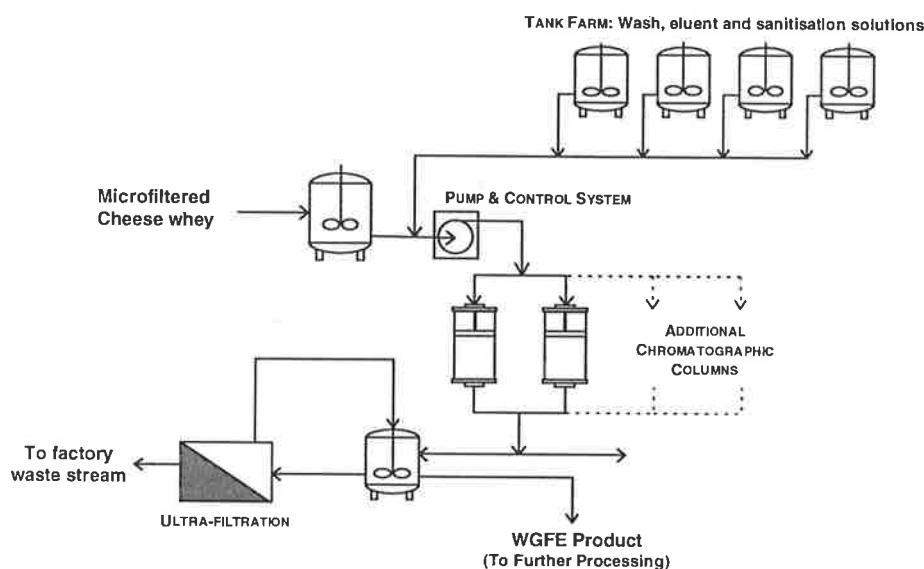 TANK FARM: Wash, eluent and sanitisation solutions
Microfiltered
Cheese whey
PUMP & CONTROL SYSTEM
ADDITIONAL
CHROMATOGRAPHIC
COLUMNS
To factory
waste stream
ULTRA-FILTRATION
WGFE Product
(To Further Processing)